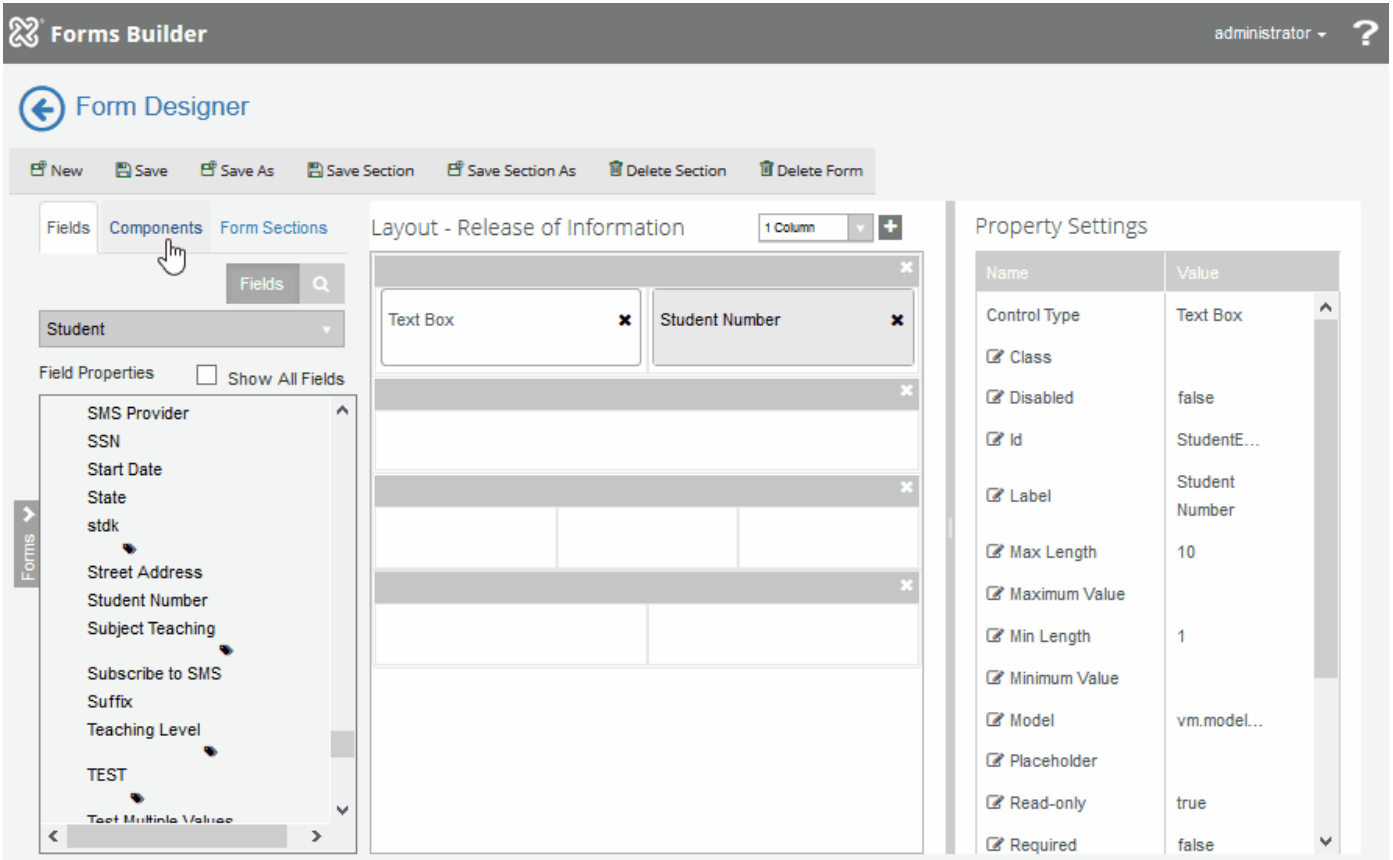 Forms Builder
administrator
?
Form Designer
New
Save
Save As
Save Section
Save Section As
Delete Section
Delete Form
Fields
Components
Form Sections
Fields
Student
Field Properties
Show All Fields
SMS Provider
SSN
Start Date
State
stdk
Street Address
Student Number
Subject Teaching
Subscribe to SMS
Suffix
Teaching Level
TEST
Test Multiple Values
Forms
Layout - Release of Information
1 Column
Text Box
Student Number
Property Settings
Name Value
Control Type Text Box
Class
Disabled false
Id StudentE...
Label Student
Number
Max Length 10
Maximum Value
Min Length 1
Minimum Value
Model vm.model...
Placeholder
Read-only true
Required false